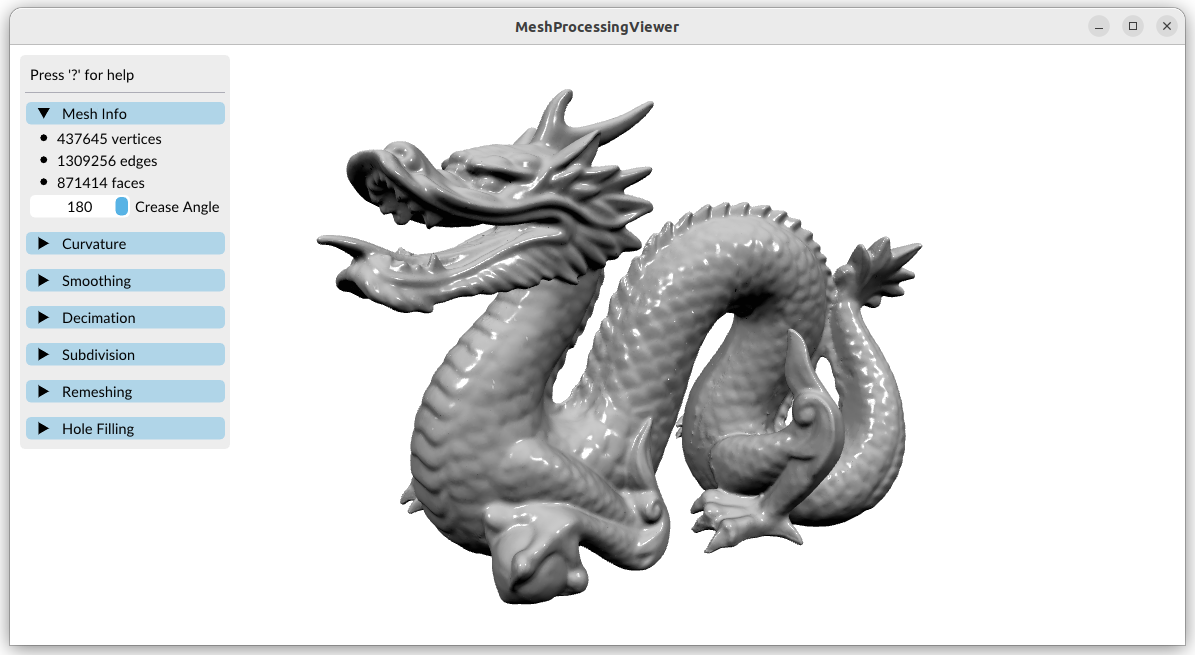 MeshProcessingViewer
Press '?' for help
Mesh Info
437645 vertices
1309256 edges
871414 faces
180 Crease Angle
Curvature
Smoothing
Decimation
Subdivision
Remeshing
Hole Filling